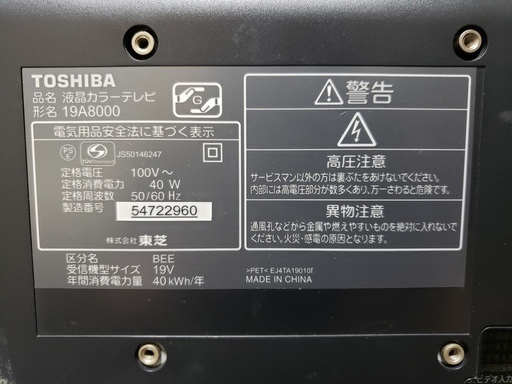 TOSHIBA
品名 液晶カラーテレビ
形名 19A8000
G
電気用品安全法に基づく表示
PSE
TÜV
JS50146247
定格電圧 100V～
定格消費電力 40 W
定格周波数 50/60 Hz
製造番号 54722960
株式会社 東芝
区分名 BEE
受信機型サイズ 19V
年間消費電力量 40 kWh/年
警告
高圧注意
サービスマン以外の方は裏ぶたをあけないでください。
内部には高電圧部分が数多くあり、万一さわると危険です。
異物注意
通風孔などから金属や燃えやすいものを絶対に入れないで
ください。火災・感電の原因となります。
>PET< EJ4TA19010f
MADE IN CHINA
ビデオ入力